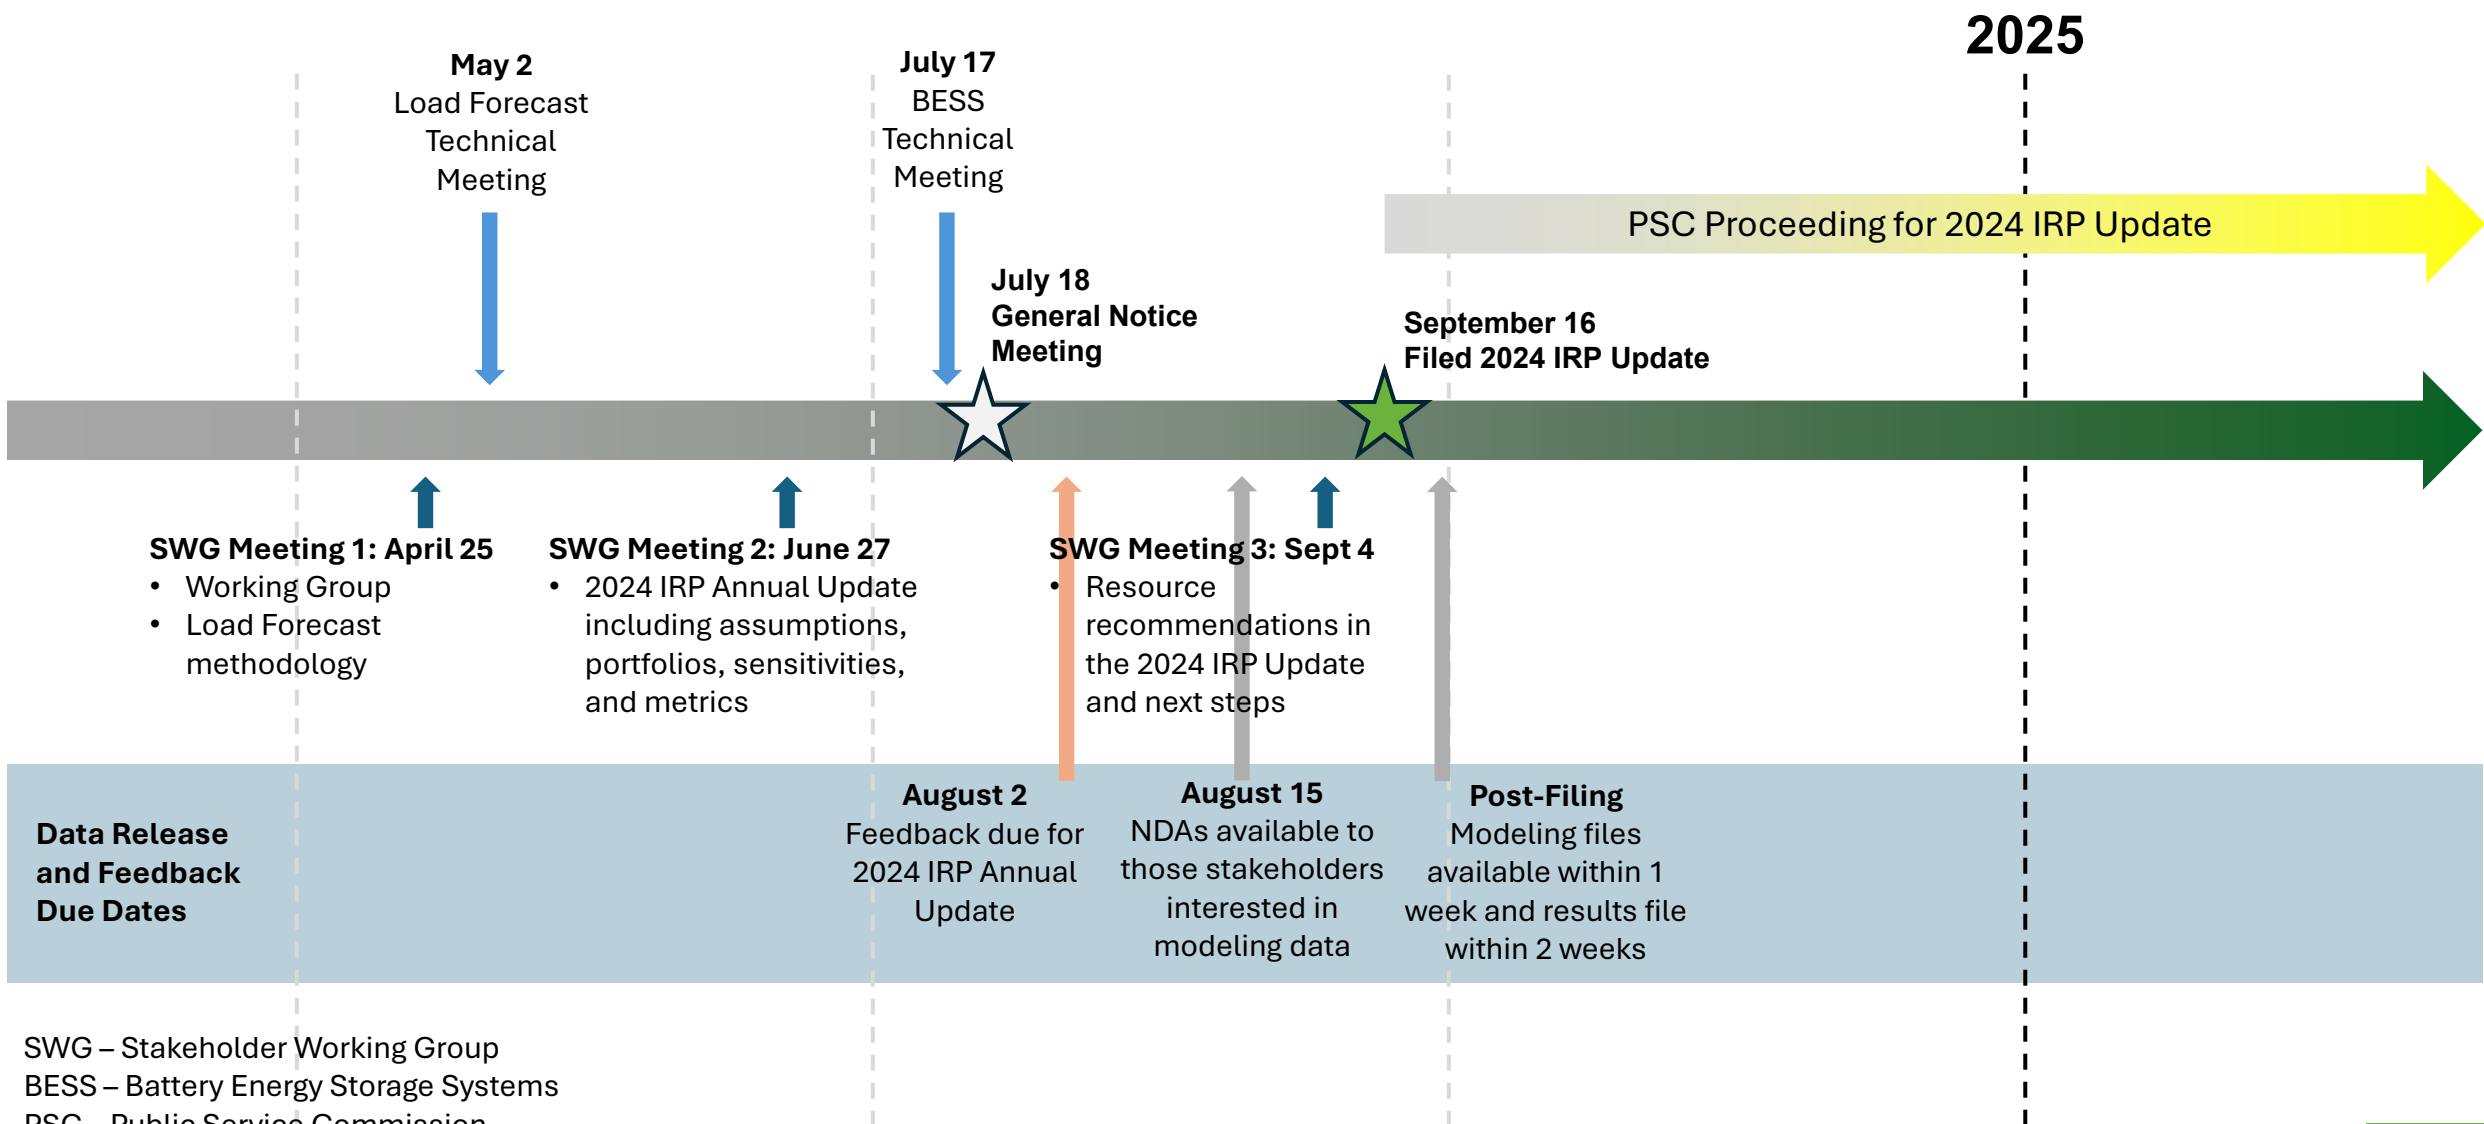 2025
May 2
Load Forecast
Technical
Meeting
July 17
BESS
Technical
Meeting
PSC Proceeding for 2024 IRP Update
July 18
General Notice
Meeting
September 16
Filed 2024 IRP Update
SWG Meeting 1: April 25
• Working Group
• Load Forecast
methodology
SWG Meeting 2: June 27
• 2024 IRP Annual Update
including assumptions,
portfolios, sensitivities,
and metrics
SWG Meeting 3: Sept 4
• Resource
recommendations in
the 2024 IRP Update
and next steps
Data Release
and Feedback
Due Dates
August 2
Feedback due for
2024 IRP Annual
Update
August 15
NDAs available to
those stakeholders
interested in
modeling data
Post-Filing
Modeling files
available within 1
week and results file
within 2 weeks
SWG – Stakeholder Working Group
BESS – Battery Energy Storage Systems
PSC – Public Service Commission